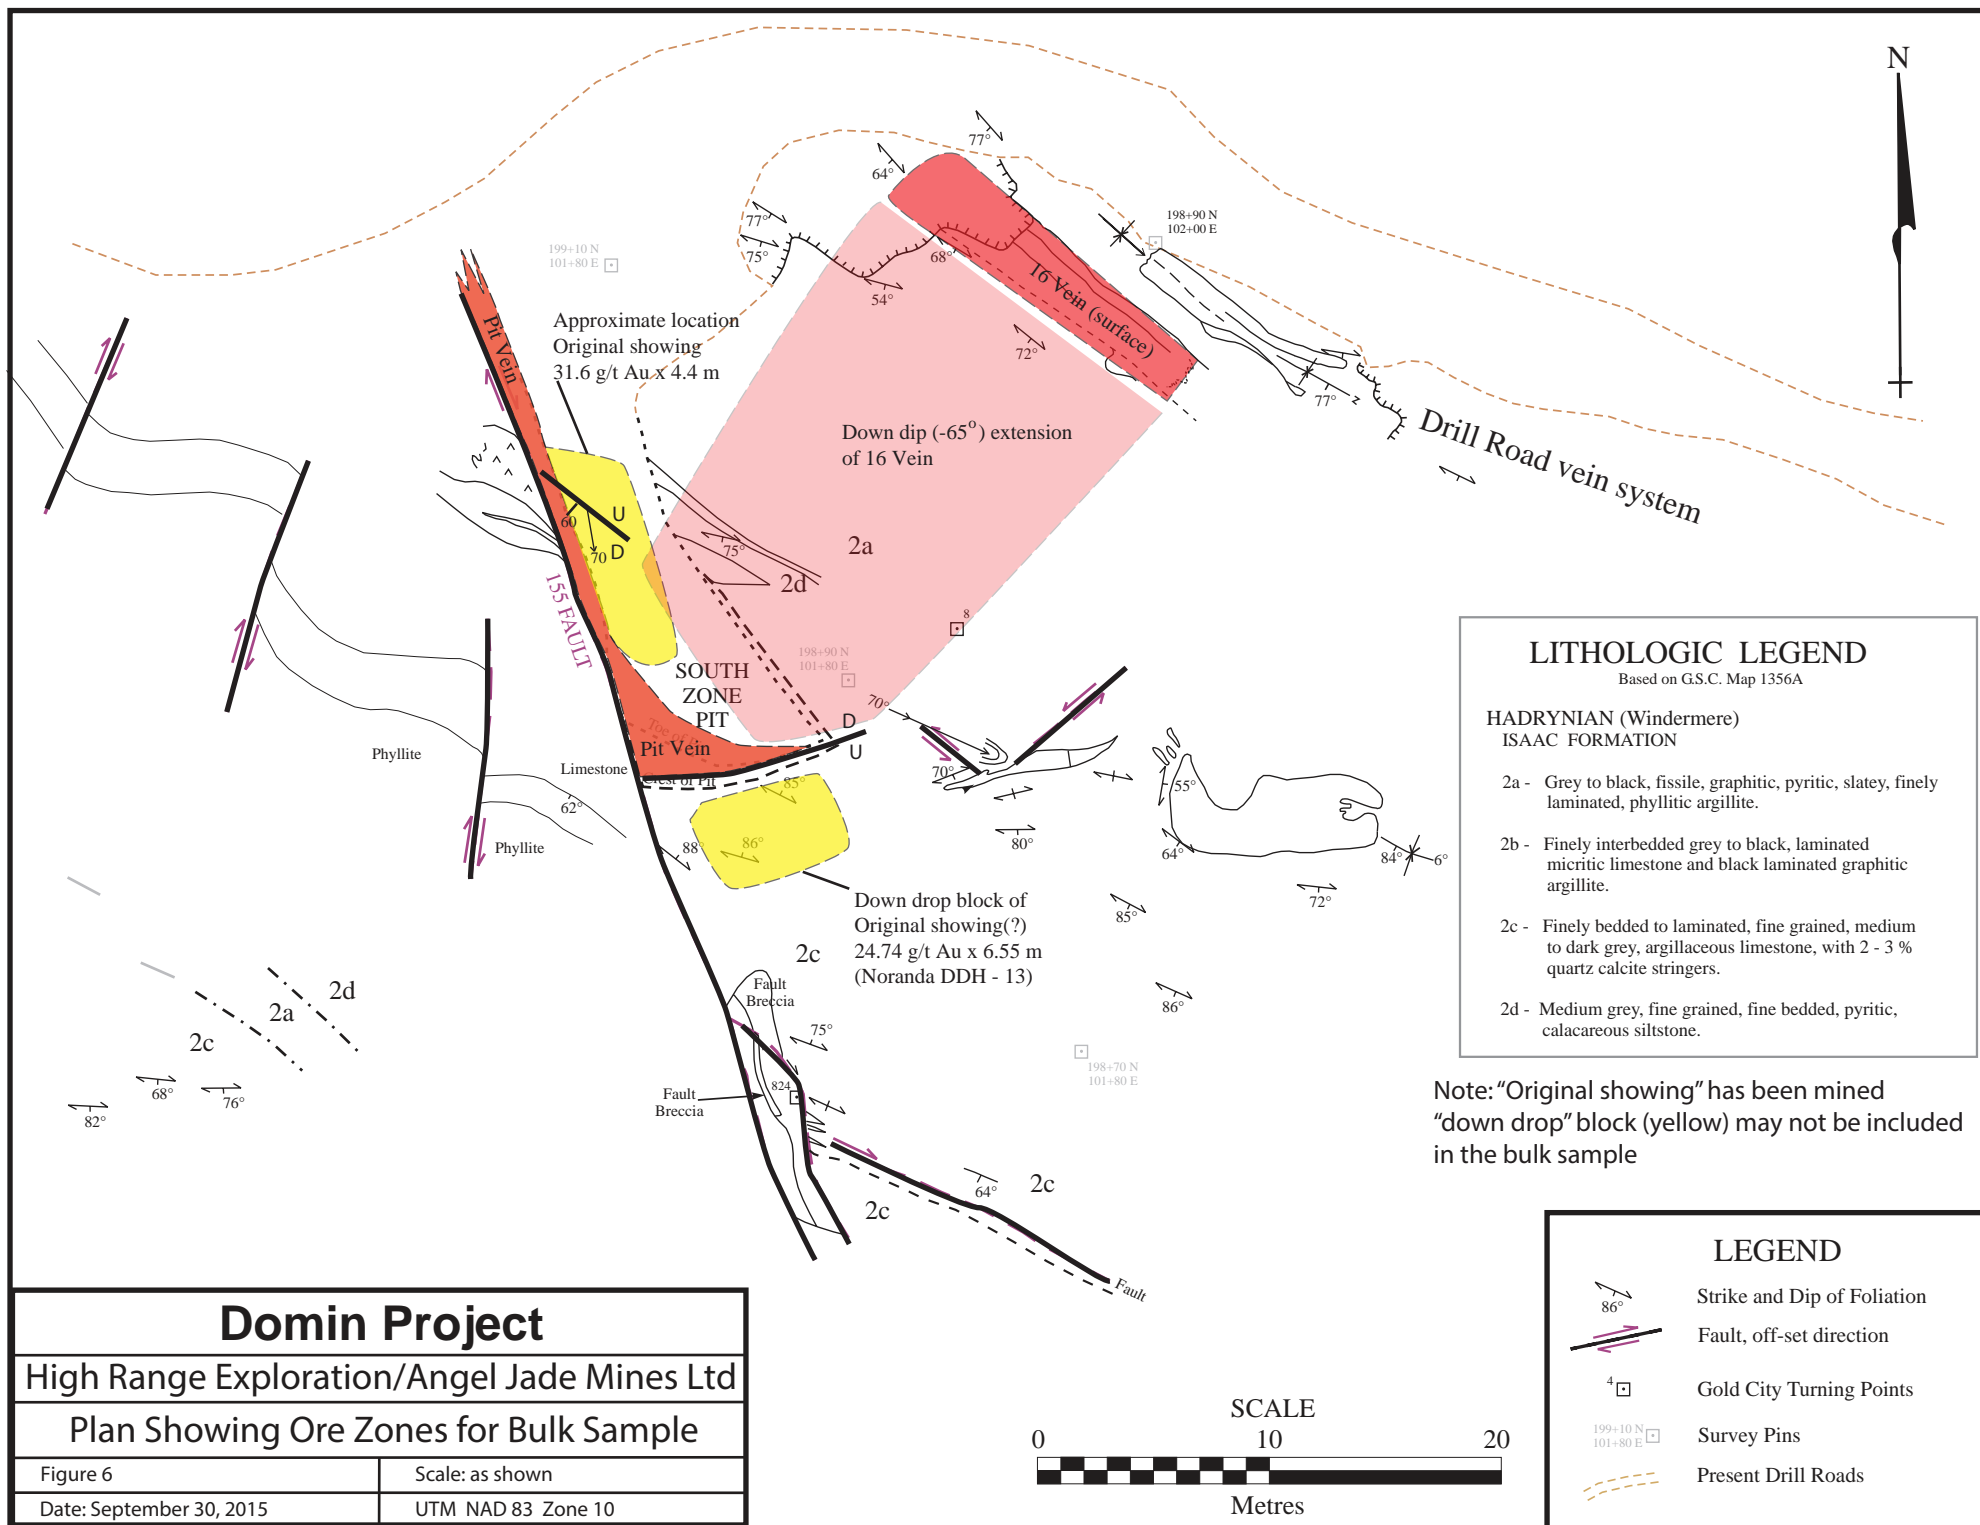 N
77°
64°
77°
75°
68°
54°
72°
77°
198+90 N
102+00 E
199+10 N
101+80 E
16 Vein (surface)
Drill Road vein system
Pit Vein
Approximate location
Original showing
31.6 g/t Au x 4.4 m
Down dip (-65°) extension
of 16 Vein
60
U
70
D
75°
2a
2d
155 FAULT
8
198+90 N
101+80 E
SOUTH
ZONE
PIT
Pit Vein
Crest of Pit
D
U
70°
70°
Phyllite
Limestone
62°
Phyllite
85°
88°
86°
80°
55°
64°
84°
6°
72°
85°
86°
Down drop block of
Original showing(?)
24.74 g/t Au x 6.55 m
(Noranda DDH - 13)
2c
Fault
Breccia
75°
824
Fault
Breccia
198+70 N
101+80 E
64°
2c
2c
Fault
2d
2a
2c
68°
76°
82°
LITHOLOGIC LEGEND
Based on G.S.C. Map 1356A
HADRYNIAN (Windermere)
ISAAC FORMATION
2a - Grey to black, fissile, graphitic, pyritic, slatey, finely
laminated, phyllitic argillite.
2b - Finely interbedded grey to black, laminated
micritic limestone and black laminated graphitic
argillite.
2c - Finely bedded to laminated, fine grained, medium
to dark grey, argillaceous limestone, with 2 - 3 %
quartz calcite stringers.
2d - Medium grey, fine grained, fine bedded, pyritic,
calacareous siltstone.
Note: “Original showing” has been mined
“down drop” block (yellow) may not be included
in the bulk sample
LEGEND
86°
Strike and Dip of Foliation
Fault, off-set direction
4
Gold City Turning Points
199+10 N
101+80 E
Survey Pins
Present Drill Roads
SCALE
0 10 20
Metres
Domin Project
High Range Exploration/Angel Jade Mines Ltd
Plan Showing Ore Zones for Bulk Sample
Figure 6
Scale: as shown
Date: September 30, 2015
UTM NAD 83 Zone 10